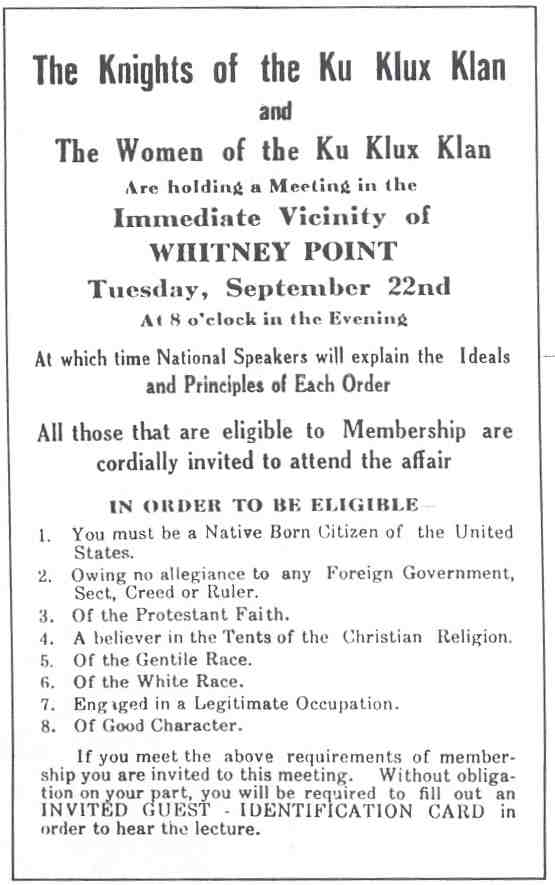 The Knights of the Ku Klux Klan
and
The Women of the Ku Klux Klan
Are holding a Meeting in the
Immediate Vicinity of
WHITNEY POINT
Tuesday, September 22nd
At 8 o'clock in the Evening
At which time National Speakers will explain the Ideals
and Principles of Each Order
All those that are eligible to Membership are
cordially invited to attend the affair
IN ORDER TO BE ELIGIBLE
1. You must be a Native Born Citizen of the United
States.
2. Owing no allegiance to any Foreign Government,
Sect, Creed or Ruler.
3. Of the Protestant Faith.
4. A believer in the Tents of the Christian Religion.
5. Of the Gentile Race.
6. Of the White Race.
7. Engaged in a Legitimate Occupation.
8. Of Good Character.
If you meet the above requirements of member-
ship you are invited to this meeting. Without obliga-
tion on your part, you will be required to fill out an
INVITED GUEST - IDENTIFICATION CARD in
order to hear the lecture.